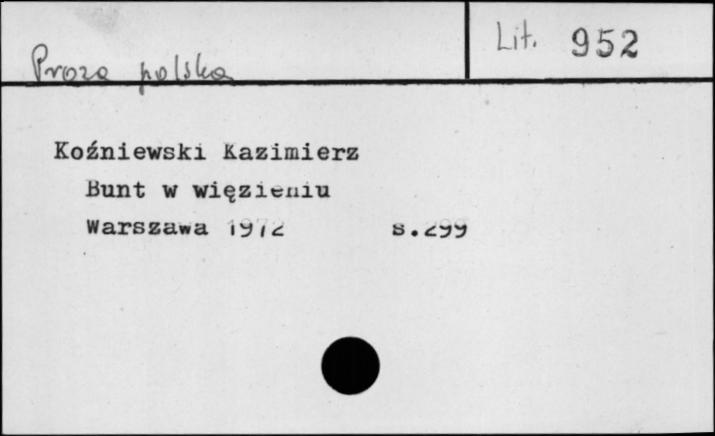 Proza polska
Lit. 952
Koźniewski Kazimierz
Bunt w więzieniu
Warszawa 1972 s.299